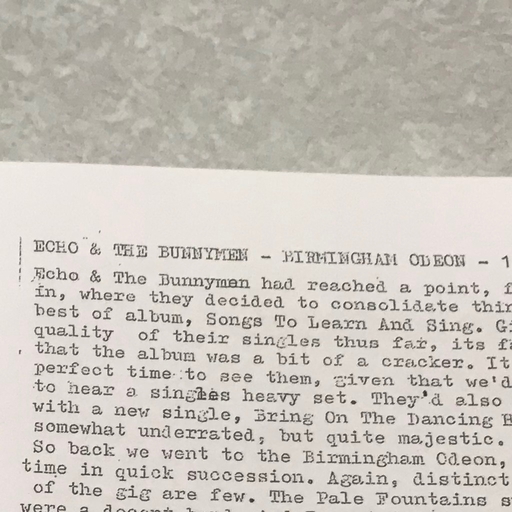 ECHO & THE BUNNYMEN - BIRMINGHAM ODEON - 1
Echo & The Bunnymen had reached a point, f
in, where they decided to consolidate thin
best of album, Songs To Learn And Sing. Gi
quality of their singles thus far, its f
that the album was a bit of a cracker. It
perfect time to see them, given that we'd
to hear a singles heavy set. They'd also
with a new single, Bring On The Dancing H
somewhat underrated, but quite majestic.
So back we went to the Birmingham Odeon,
time in quick succession. Again, distinct
of the gig are few. The Pale Fountains s
were a decent